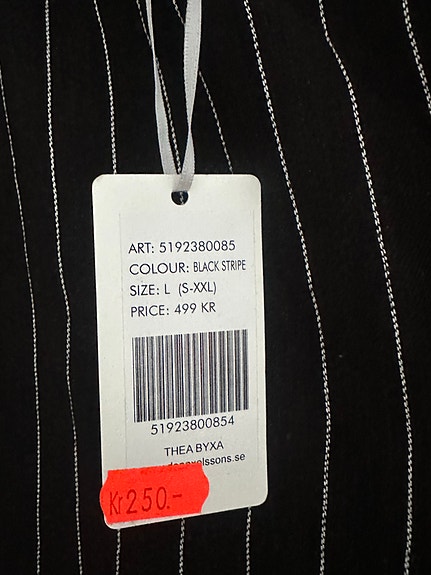 ART: 5192380085
COLOUR: BLACK STRIPE
SIZE: L (S-XXL)
PRICE: 499 KR
51923800854
THEA BYXA
Kr250.-